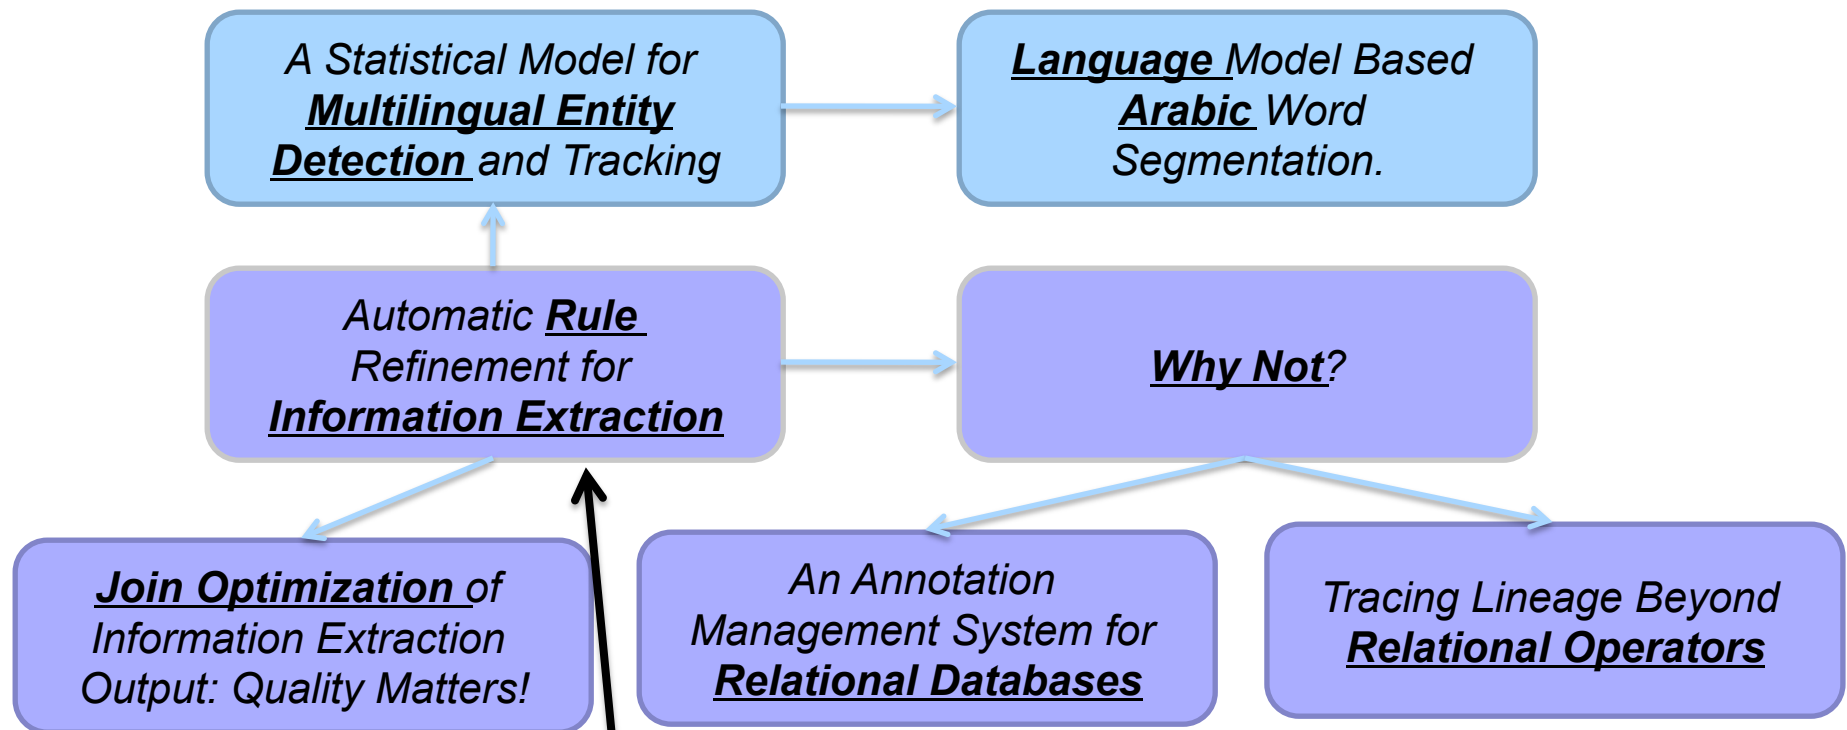 A Statistical Model for
Multilingual Entity
Detection and Tracking
Language Model Based
Arabic Word
Segmentation.
Automatic Rule
Refinement for
Information Extraction
Why Not?
Join Optimization of
Information Extraction
Output: Quality Matters!
An Annotation
Management System for
Relational Databases
Tracing Lineage Beyond
Relational Operators